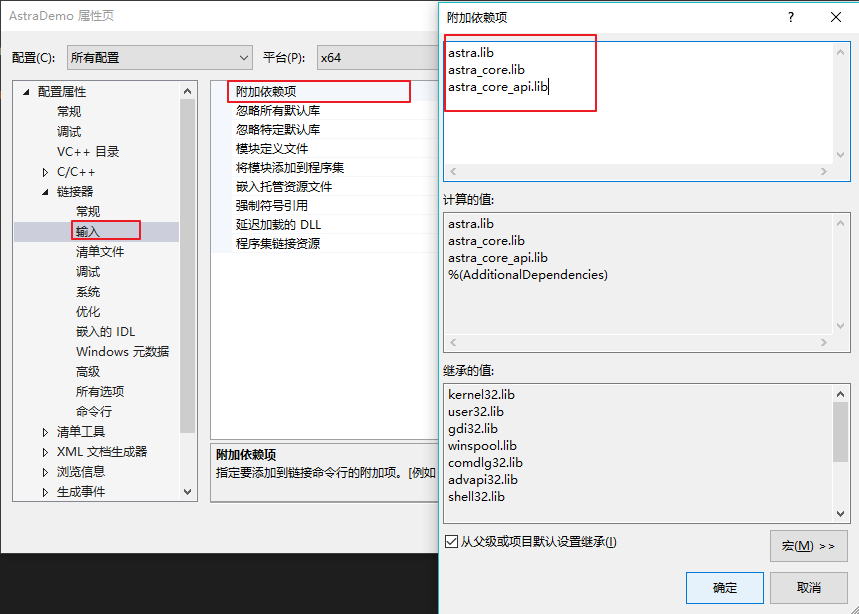 AstraDemo 属性页
配置(C):
所有配置
平台(P):
x64
配置属性
常规
调试
VC++ 目录
C/C++
链接器
常规
输入
清单文件
调试
系统
优化
嵌入的 IDL
Windows 元数据
高级
所有选项
命令行
清单工具
XML 文档生成器
浏览信息
生成事件
附加依赖项
忽略所有默认库
忽略特定默认库
模块定义文件
将模块添加到程序集
嵌入托管资源文件
强制符号引用
延迟加载的 DLL
程序集链接资源
附加依赖项
指定要添加到链接命令行的附加项。[例如
附加依赖项
?
astra.lib
astra_core.lib
astra_core_api.lib
计算的值:
astra.lib
astra_core.lib
astra_core_api.lib
%(AdditionalDependencies)
继承的值:
kernel32.lib
user32.lib
gdi32.lib
winspool.lib
comdlg32.lib
advapi32.lib
shell32.lib
从父级或项目默认设置继承(I)
宏(M) >>
确定
取消